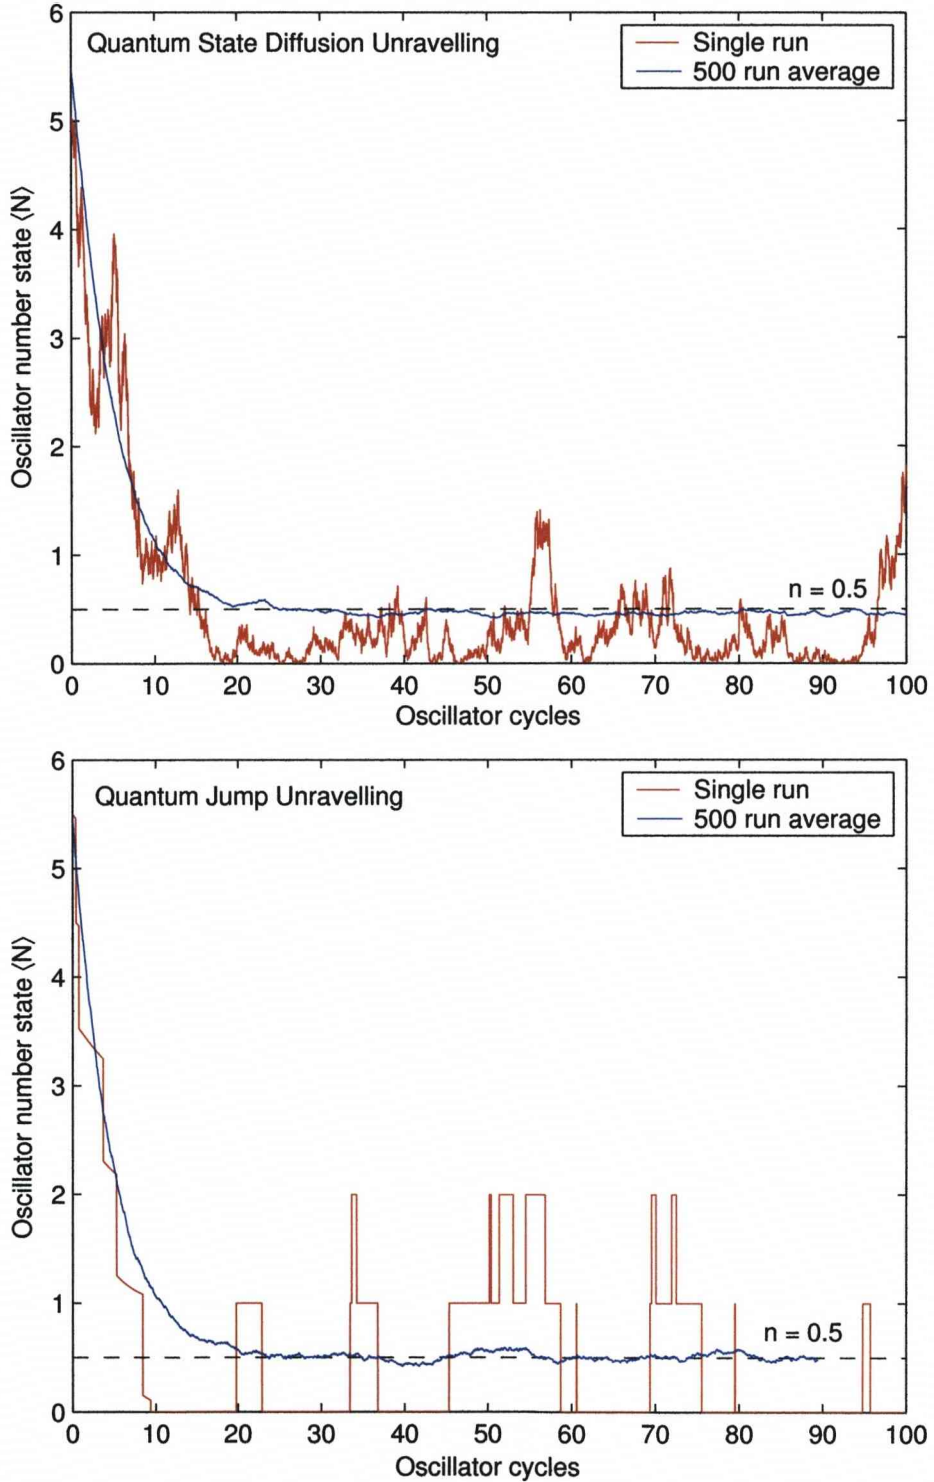 Quantum State Diffusion Unravelling
Single run
500 run average
6
5
4
3
2
1
0
Oscillator number state ⟨N⟩
n = 0.5
0 10 20 30 40 50 60 70 80 90 100
Oscillator cycles
Quantum Jump Unravelling
Single run
500 run average
6
5
4
3
2
1
0
Oscillator number state ⟨N⟩
n = 0.5
0 10 20 30 40 50 60 70 80 90 100
Oscillator cycles